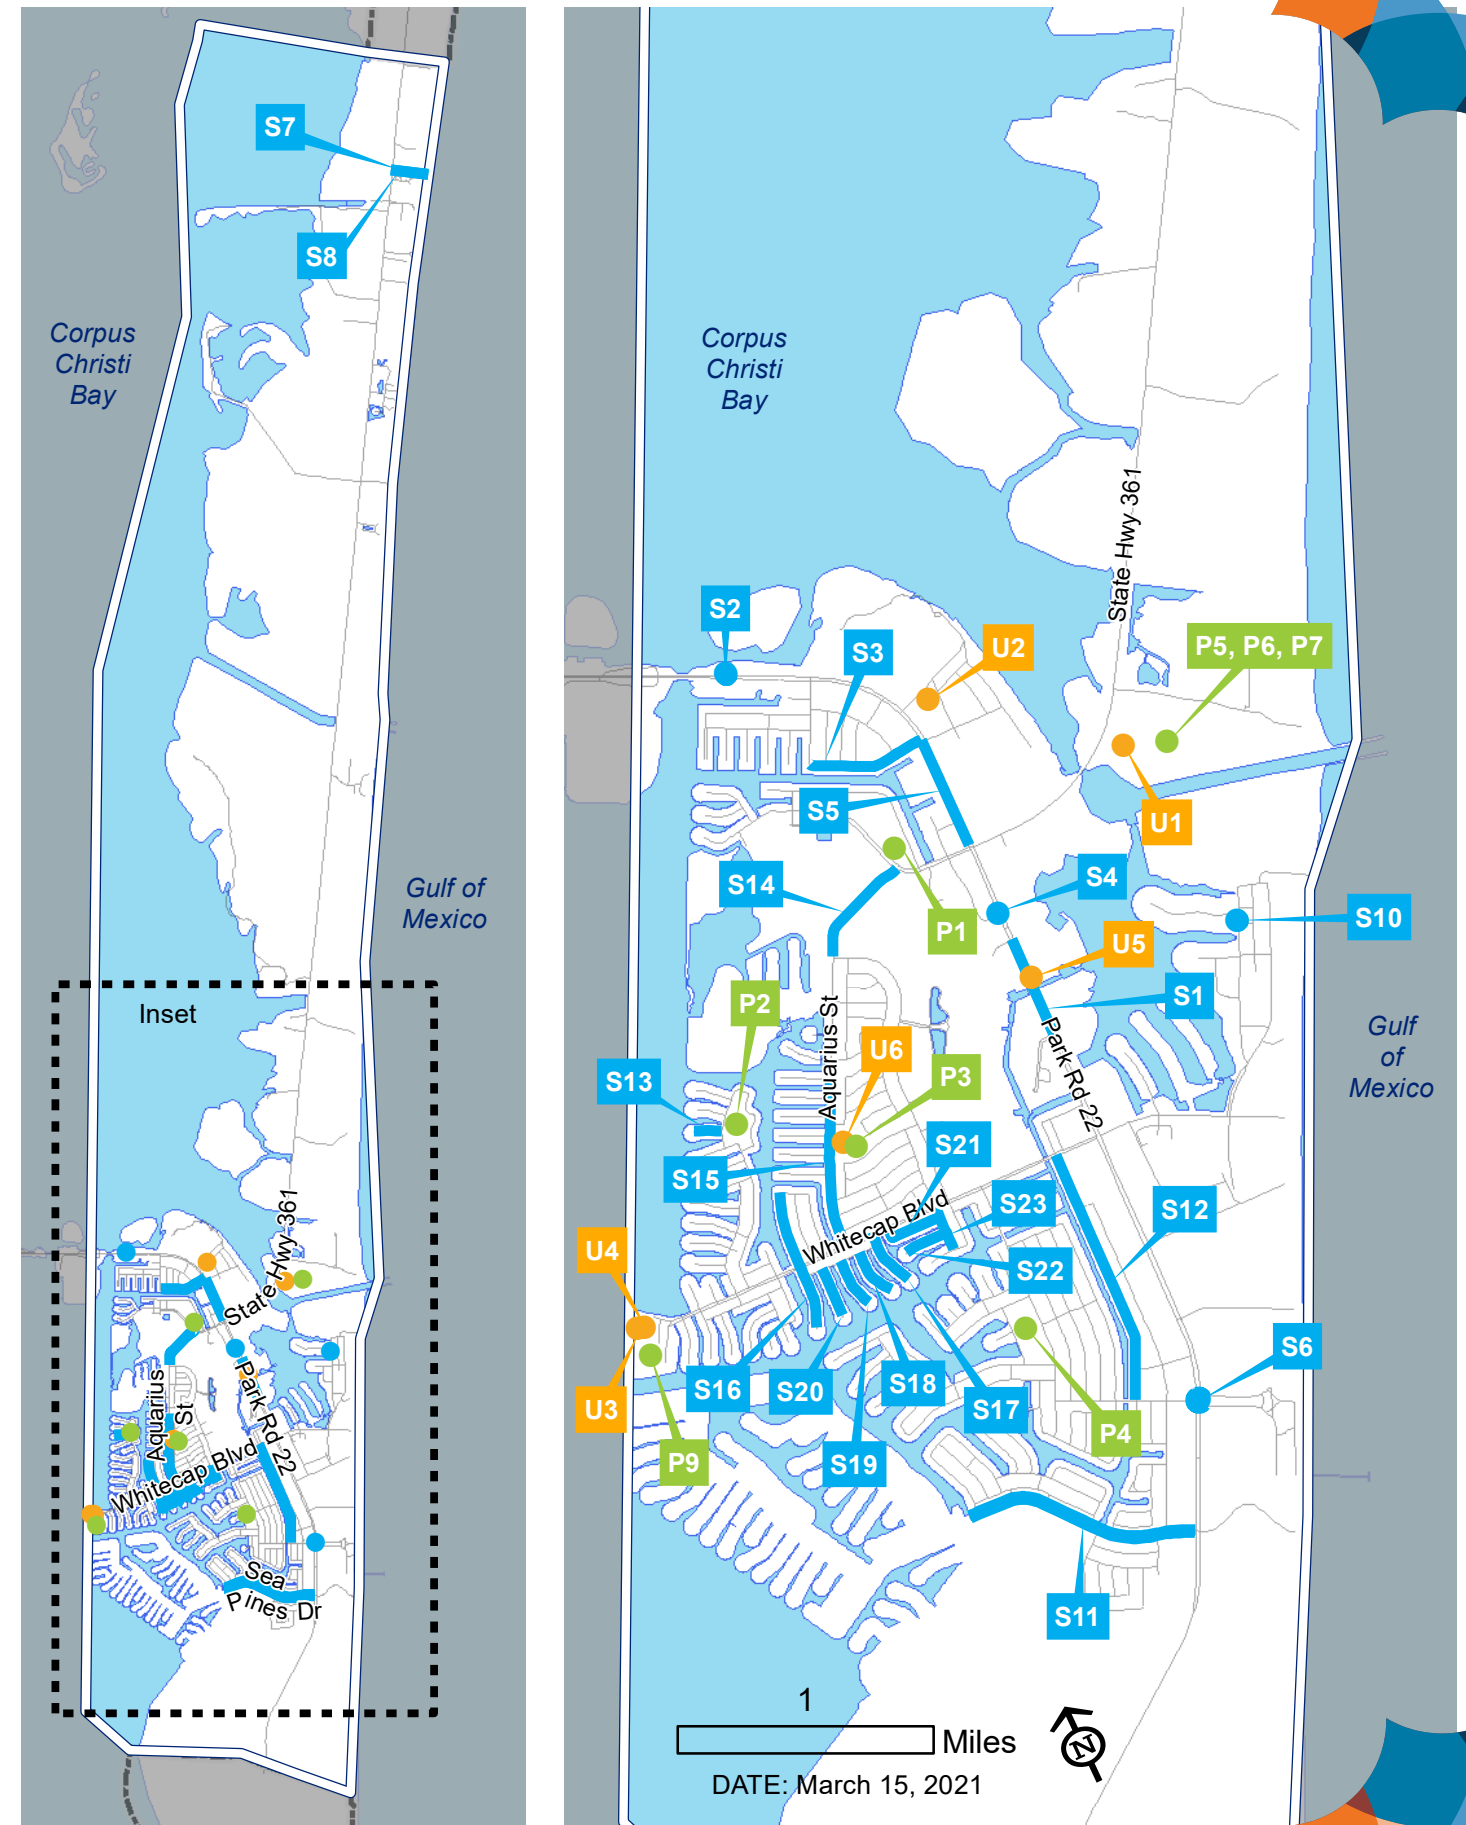 S7
S8
Corpus
Christi
Bay
Gulf of
Mexico
Inset
State Hwy 361
Park Rd 22
Aquarius
St
Whitecap Blvd
Sea
Pines Dr
Corpus
Christi
Bay
State Hwy 361
S2
S3
U2
P5, P6, P7
S5
U1
S14
S4
P1
S10
U5
S1
P2
Aquarius St
U6
Park Rd 22
Gulf
of
Mexico
S13
P3
S21
S15
S23
S12
Whitecap Blvd
U4
S22
S6
S16
S20
S18
S17
U3
P4
P9
S19
S11
1
Miles
N
DATE: March 15, 2021